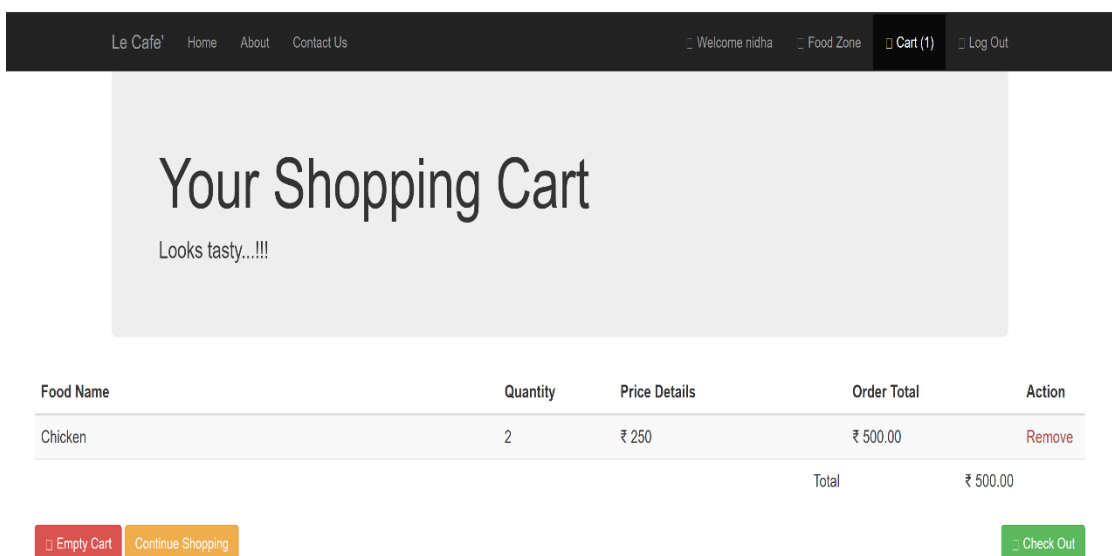 Le Cafe' Home About Contact Us Welcome nidha Food Zone Cart (1) Log Out
Your Shopping Cart
Looks tasty...!!!
Food Name Quantity Price Details Order Total Action
Chicken 2 ₹ 250 ₹ 500.00 Remove
Total ₹ 500.00
Empty Cart Continue Shopping Check Out